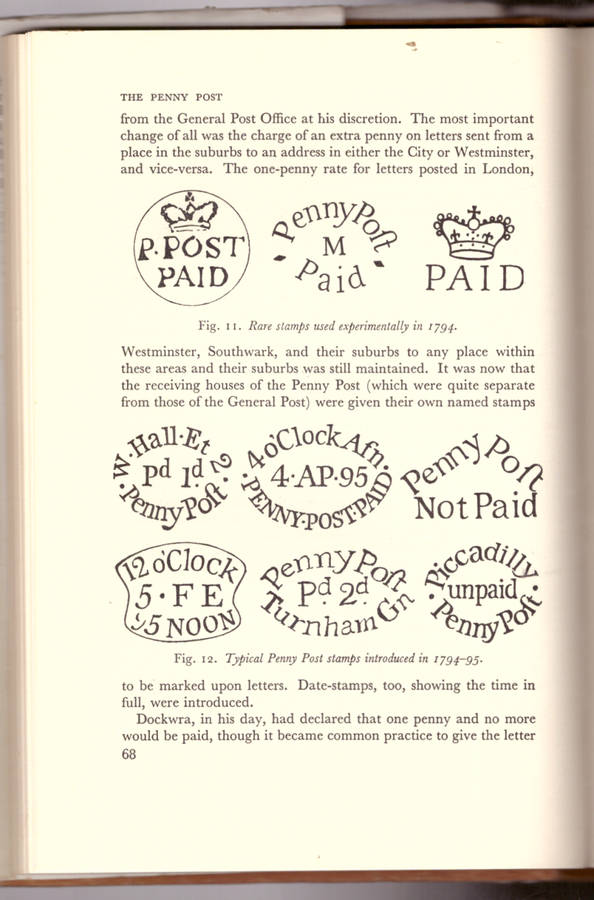 THE PENNY POST
from the General Post Office at his discretion. The most important
change of all was the charge of an extra penny on letters sent from a
place in the suburbs to an address in either the City or Westminster,
and vice-versa. The one-penny rate for letters posted in London,
P. POST
PAID
PennyPoſt
M
Paid
PAID
Fig. 11. Rare stamps used experimentally in 1794.
Westminster, Southwark, and their suburbs to any place within
these areas and their suburbs was still maintained. It was now that
the receiving houses of the Penny Post (which were quite separate
from those of the General Post) were given their own named stamps
W·Hall·Et 2
Pd 1d
·PennyPoſt·
4 o'Clock Afn.
4·AP·95
·PENNY·POST·PAID
Penny Poſt
Not Paid
12 o'Clock
5·FE
95 NOON
Penny Poſt
Pd 2d
Turnham Gn
Piccadilly
unpaid
Penny Poſt
Fig. 12. Typical Penny Post stamps introduced in 1794–95.
to be marked upon letters. Date-stamps, too, showing the time in
full, were introduced.
Dockwra, in his day, had declared that one penny and no more
would be paid, though it became common practice to give the letter
68